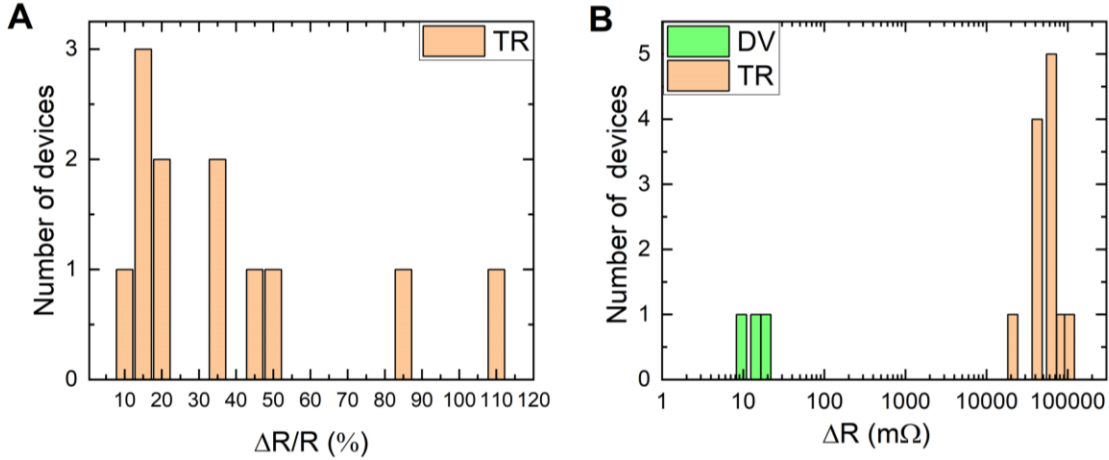 A
TR
3
2
1
0
Number of devices
10 20 30 40 50 60 70 80 90 100 110 120
ΔR/R (%)
B
DV
TR
5
4
3
2
1
0
Number of  devices
1 10 100 1000 10000 100000
ΔR (mΩ)